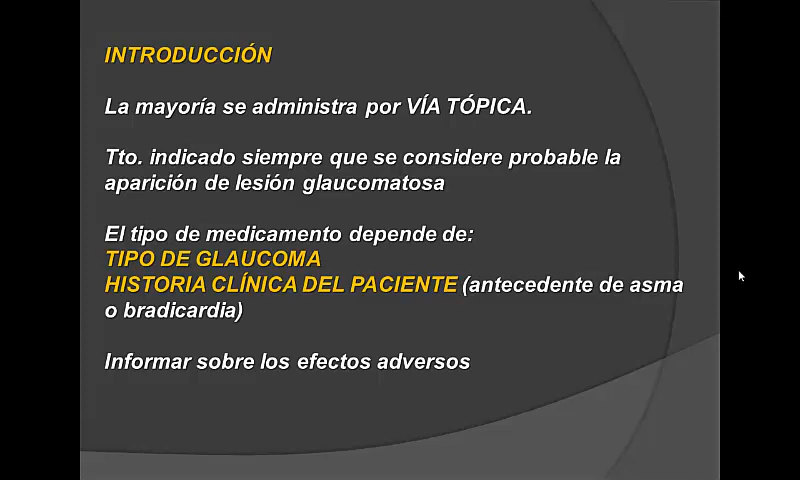 INTRODUCCIÓN
La mayoría se administra por VÍA TÓPICA.
Tto. indicado siempre que se considere probable la
aparición de lesión glaucomatosa
El tipo de medicamento depende de:
TIPO DE GLAUCOMA
HISTORIA CLÍNICA DEL PACIENTE (antecedente de asma
o bradicardia)
Informar sobre los efectos adversos